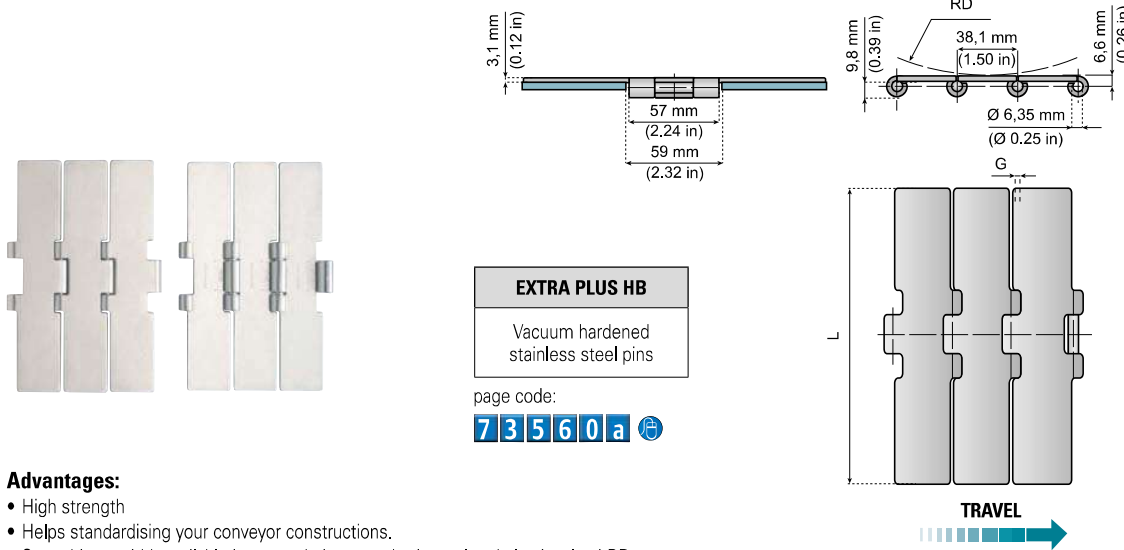 3,1 mm
(0.12 in)
57 mm
(2.24 in)
59 mm
(2.32 in)
RD
38,1 mm
(1.50 in)
9,8 mm
(0.39 in)
6,6 mm
(0.26 in)
Ø 6,35 mm
(Ø 0.25 in)
G
L
EXTRA PLUS HB
Vacuum hardened
stainless steel pins
page code:
73560a
TRAVEL
Advantages:
• High strength
• Helps standardising your conveyor constructions.